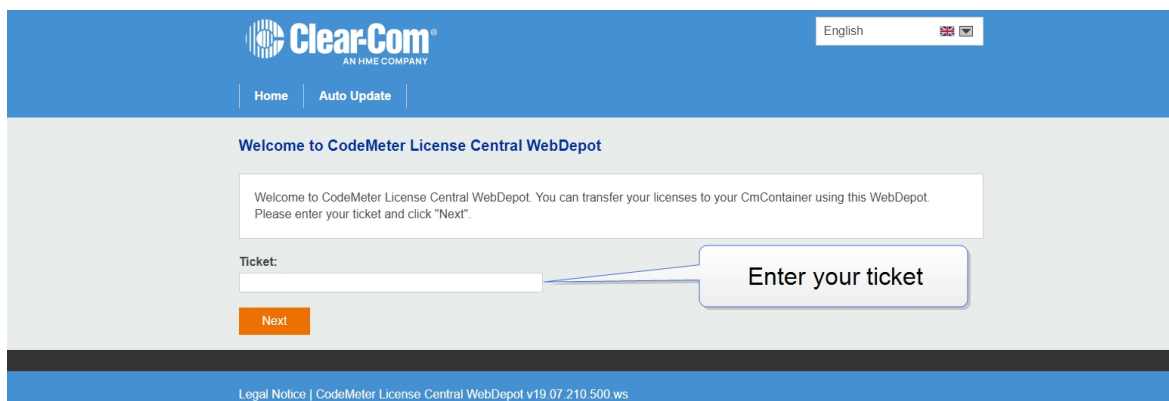 Clear-Com®
AN HME COMPANY
English
Home
Auto Update
Welcome to CodeMeter License Central WebDepot
Welcome to CodeMeter License Central WebDepot. You can transfer your licenses to your CmContainer using this WebDepot.
Please enter your ticket and click "Next".
Ticket:
Enter your ticket
Next
Legal Notice | CodeMeter License Central WebDepot v19.07.210.500.ws